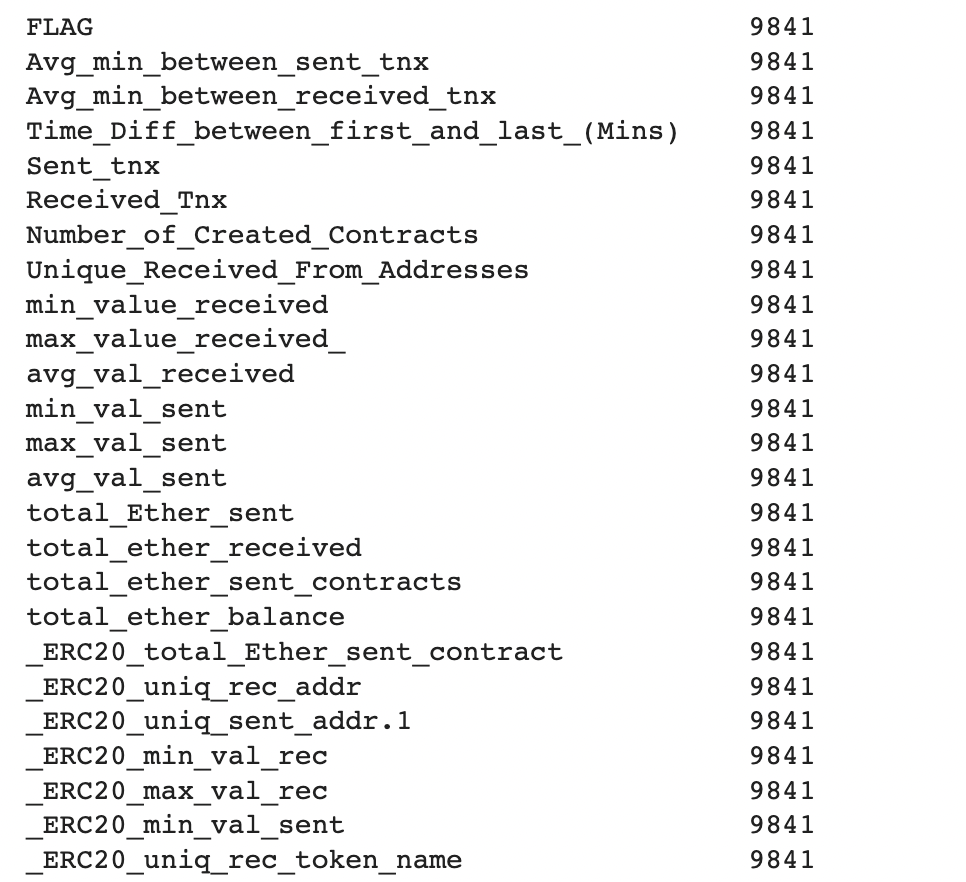 FLAG 9841
Avg_min_between_sent_tnx 9841
Avg_min_between_received_tnx 9841
Time_Diff_between_first_and_last_(Mins) 9841
Sent_tnx 9841
Received_Tnx 9841
Number_of_Created_Contracts 9841
Unique_Received_From_Addresses 9841
min_value_received 9841
max_value_received_ 9841
avg_val_received 9841
min_val_sent 9841
max_val_sent 9841
avg_val_sent 9841
total_Ether_sent 9841
total_ether_received 9841
total_ether_sent_contracts 9841
total_ether_balance 9841
_ERC20_total_Ether_sent_contract 9841
_ERC20_uniq_rec_addr 9841
_ERC20_uniq_sent_addr.1 9841
_ERC20_min_val_rec 9841
_ERC20_max_val_rec 9841
_ERC20_min_val_sent 9841
_ERC20_uniq_rec_token_name 9841